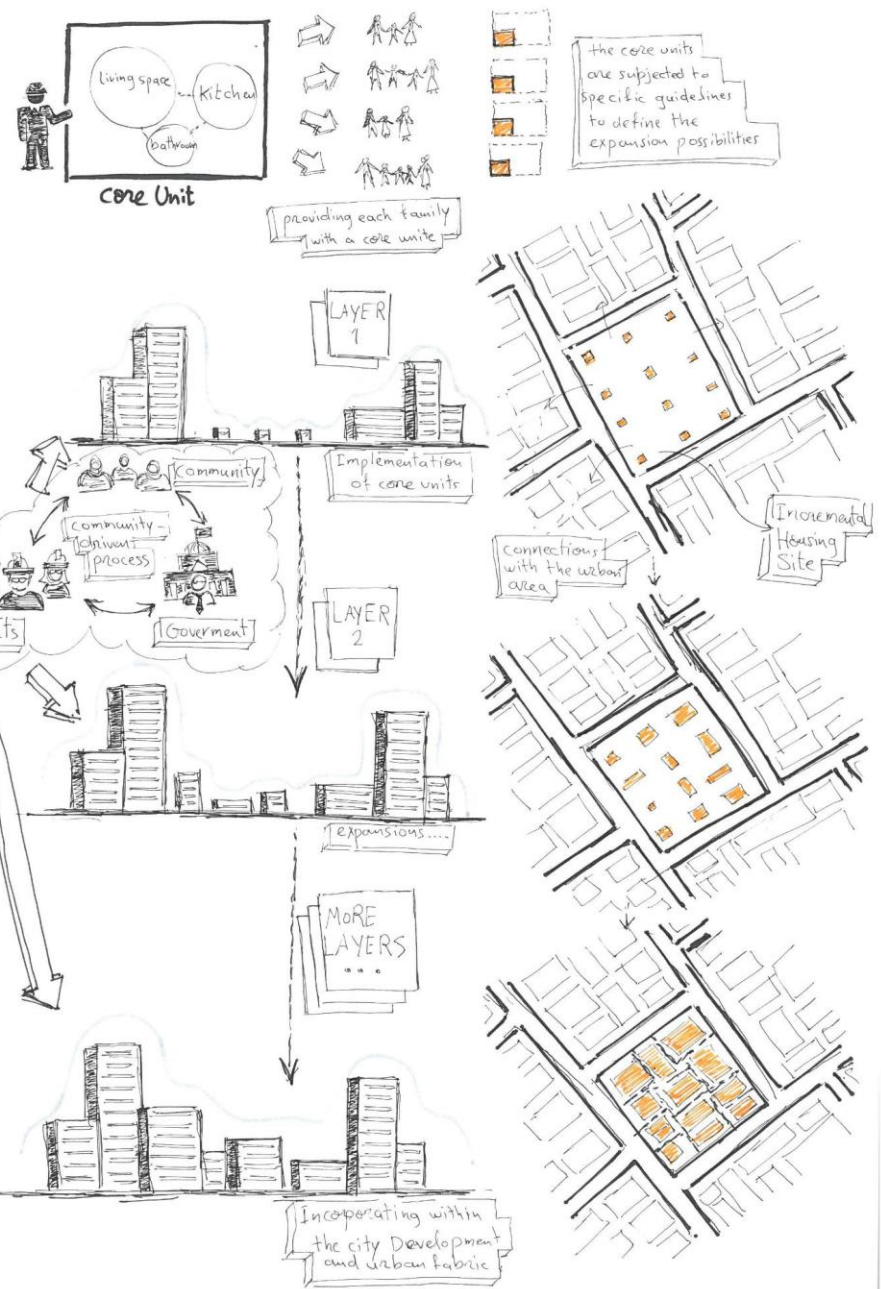 living space
Kitchen
bathroom
core Unit
providing each family
with a core unite
the core units
are subjected to
specific guidelines
to define the
expansion possibilities
LAYER
1
Implementation
of core units
community
community-
driven
process
Goverment
connections
with the urban
area
Incremental
Housing
Site
LAYER
2
expansions....
MORE
LAYERS
...
Incoporating within
the city Development
and urban fabric